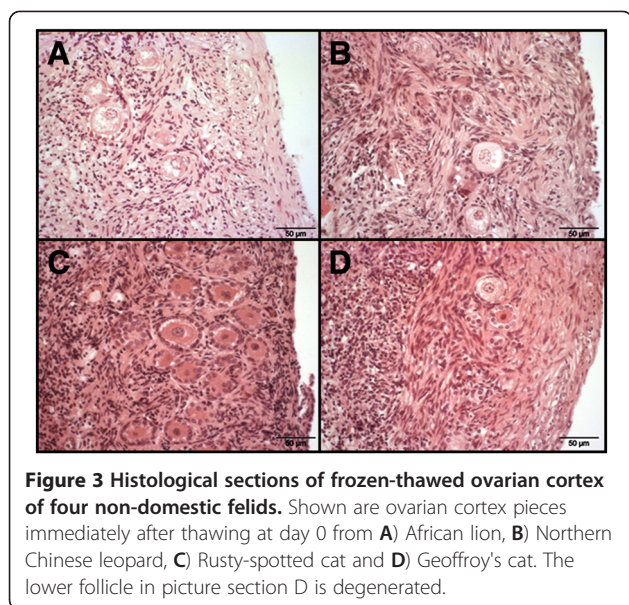 A
B
50 µm
50 µm
C
D
50 µm
50 µm
Figure 3 Histological sections of frozen-thawed ovarian cortex
of four non-domestic felids. Shown are ovarian cortex pieces
immediately after thawing at day 0 from A) African lion, B) Northern
Chinese leopard, C) Rusty-spotted cat and D) Geoffroy's cat. The
lower follicle in picture section D is degenerated.